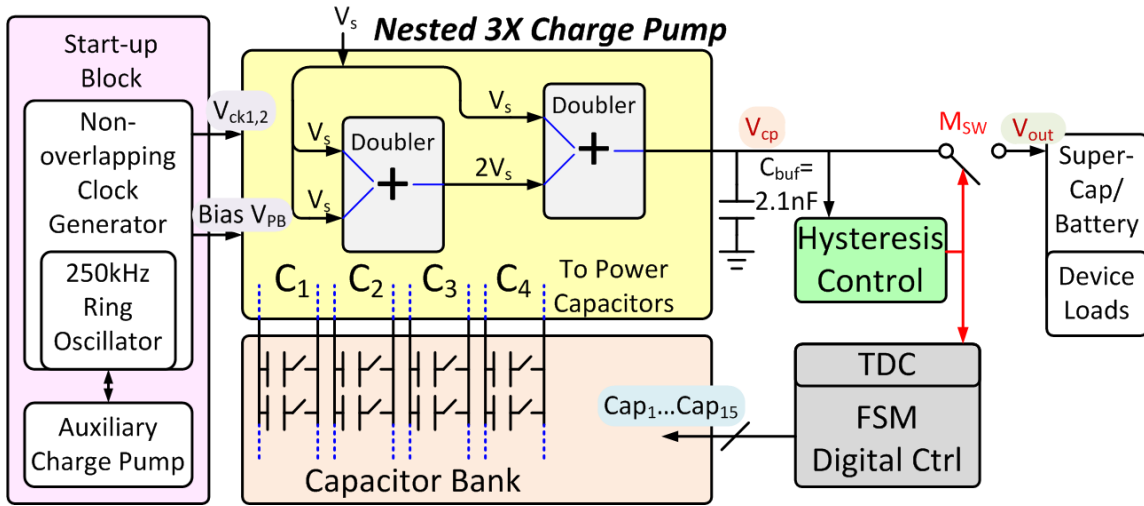 Start-up
Block
Non-
overlapping
Clock
Generator
250kHz
Ring
Oscillator
Auxiliary
Charge Pump
Vck1,2
Bias VPB
Vs
Nested 3X Charge Pump
Vs
Vs
Doubler
+
2Vs
Vs
Doubler
+
C1 C2 C3 C4
To Power
Capacitors
Capacitor Bank
Vcp
Cbuf=
2.1nF
Hysteresis
Control
MSW
Vout
Super-
Cap/
Battery
Device
Loads
TDC
FSM
Digital Ctrl
Cap1...Cap15